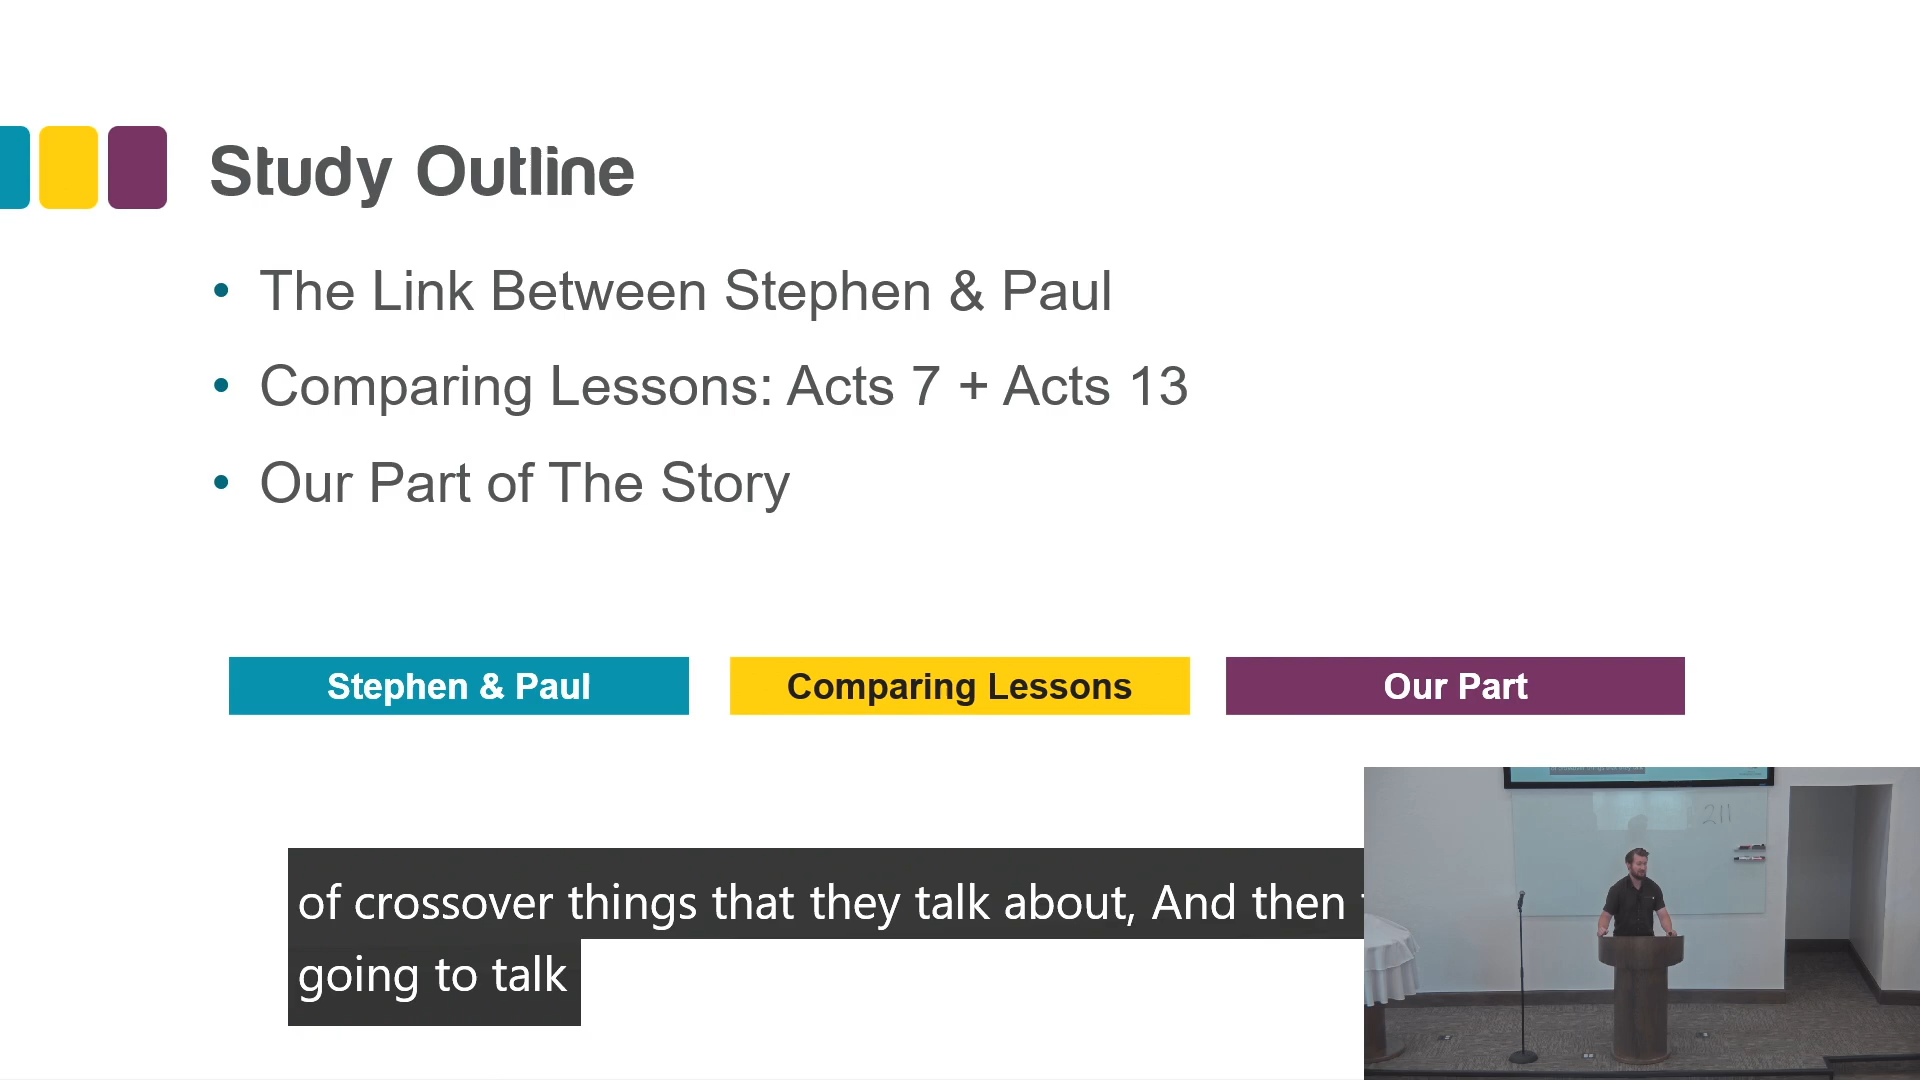 Study Outline
• The Link Between Stephen & Paul
• Comparing Lessons: Acts 7 + Acts 13
• Our Part of The Story
Stephen & Paul
Comparing Lessons
Our Part
of crossover things that they talk about, And then
going to talk
211